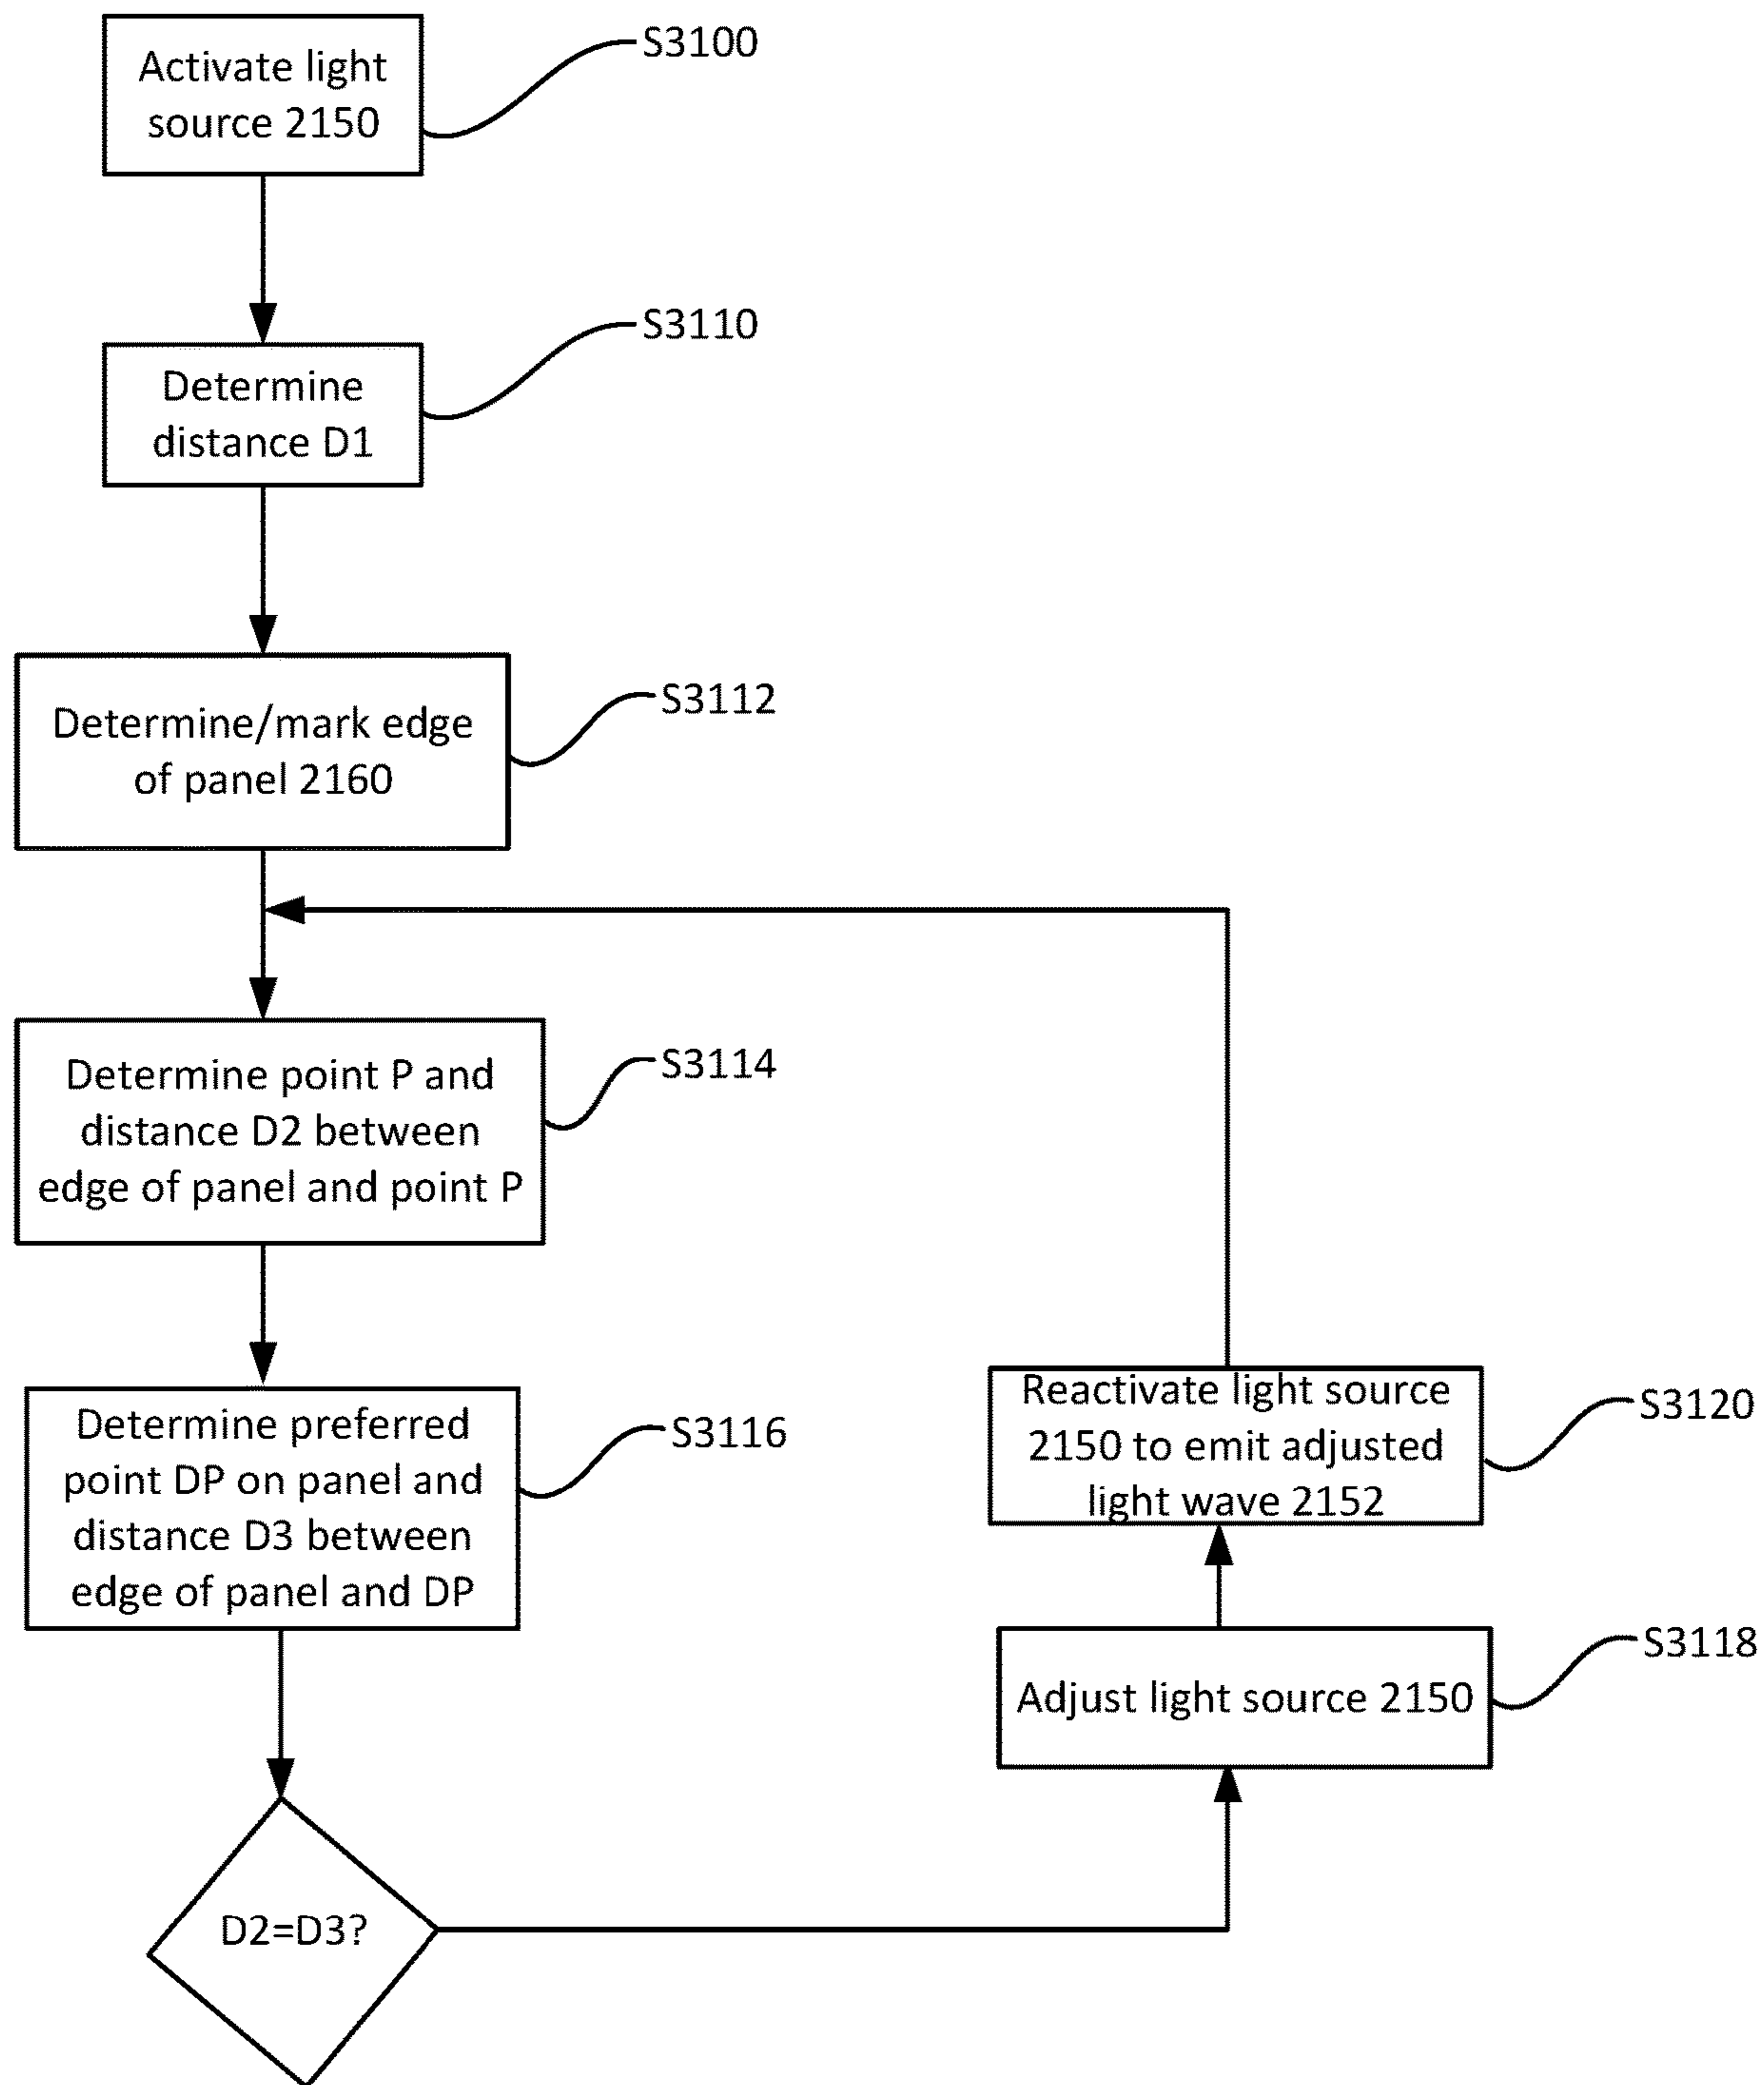 Activate light
source 2150
S3100
Determine
distance D1
S3110
Determine/mark edge
of panel 2160
S3112
Determine point P and
distance D2 between
edge of panel and point P
S3114
Determine preferred
point DP on panel and
distance D3 between
edge of panel and DP
S3116
D2=D3?
Adjust light source 2150
S3118
Reactivate light source
2150 to emit adjusted
light wave 2152
S3120